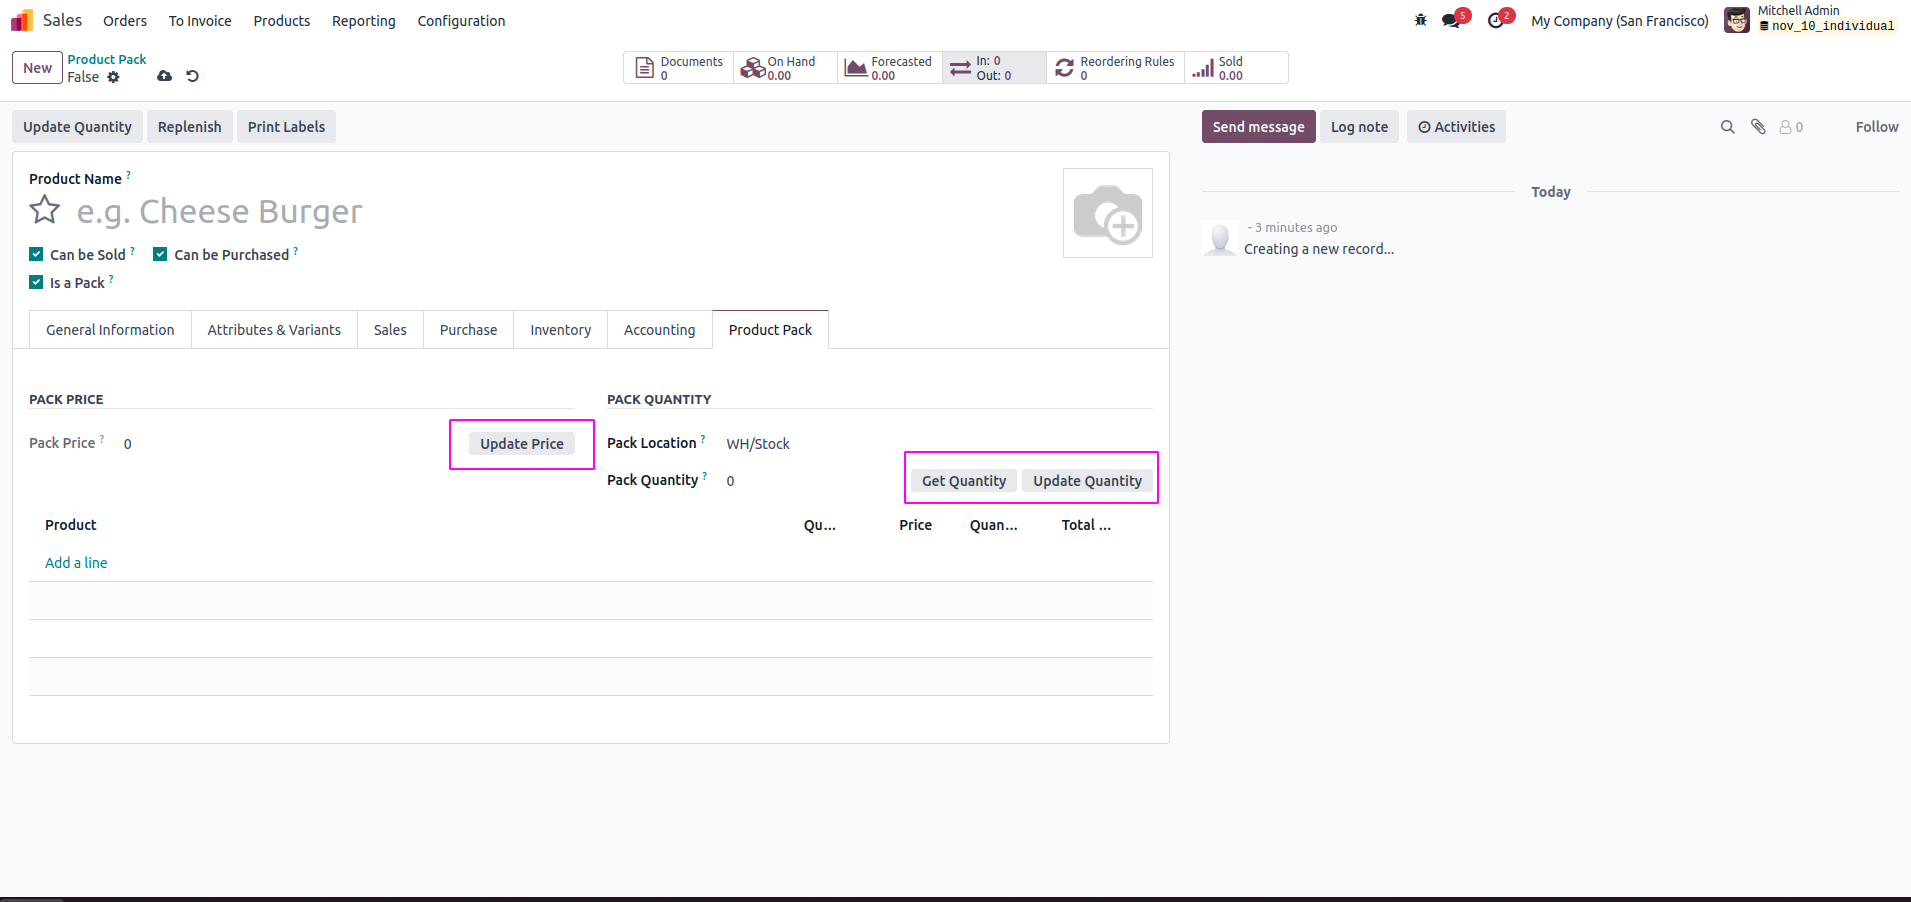 Sales Orders To Invoice Products Reporting Configuration 5 2 My Company (San Francisco) Mitchell Admin
nov_10_individual
New Product Pack
False
Documents 0 On Hand 0.00 Forecasted 0.00 In: 0 Out: 0 Reordering Rules 0 Sold 0.00
Update Quantity Replenish Print Labels Send message Log note Activities 0 Follow
Product Name ?
e.g. Cheese Burger
Can be Sold ? Can be Purchased ?
Is a Pack ?
Today
- 3 minutes ago
Creating a new record...
General Information Attributes & Variants Sales Purchase Inventory Accounting Product Pack
PACK PRICE PACK QUANTITY
Pack Price ? 0 Update Price Pack Location ? WH/Stock
Pack Quantity ? 0 Get Quantity Update Quantity
Product Qu... Price Quan... Total ...
Add a line